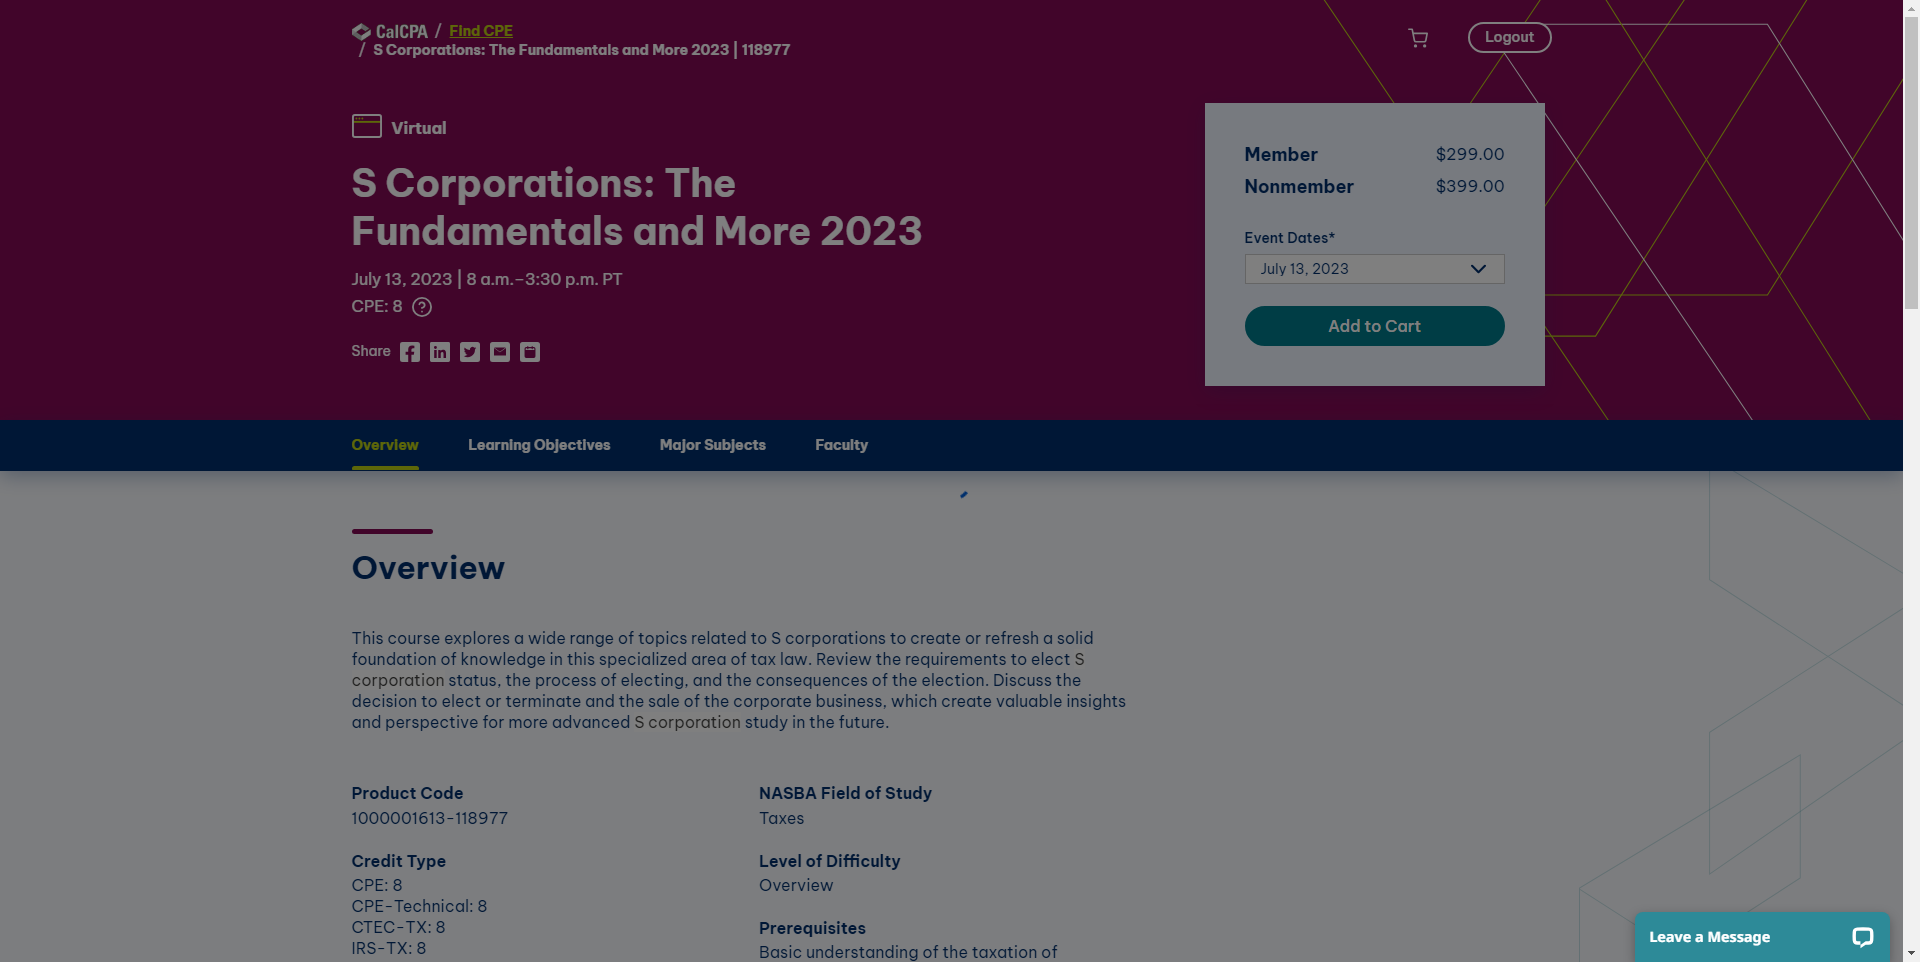 CalCPA / Find CPE
/ S Corporations: The Fundamentals and More 2023 | 118977
Logout
Virtual
S Corporations: The
Fundamentals and More 2023
July 13, 2023 | 8 a.m.–3:30 p.m. PT
CPE: 8 ?
Share
Member $299.00
Nonmember $399.00
Event Dates*
July 13, 2023
Add to Cart
Overview Learning Objectives Major Subjects Faculty
Overview
This course explores a wide range of topics related to S corporations to create or refresh a solid
foundation of knowledge in this specialized area of tax law. Review the requirements to elect S
corporation status, the process of electing, and the consequences of the election. Discuss the
decision to elect or terminate and the sale of the corporate business, which create valuable insights
and perspective for more advanced S corporation study in the future.
Product Code
1000001613-118977
Credit Type
CPE: 8
CPE-Technical: 8
CTEC-TX: 8
IRS-TX: 8
NASBA Field of Study
Taxes
Level of Difficulty
Overview
Prerequisites
Basic understanding of the taxation of
Leave a Message